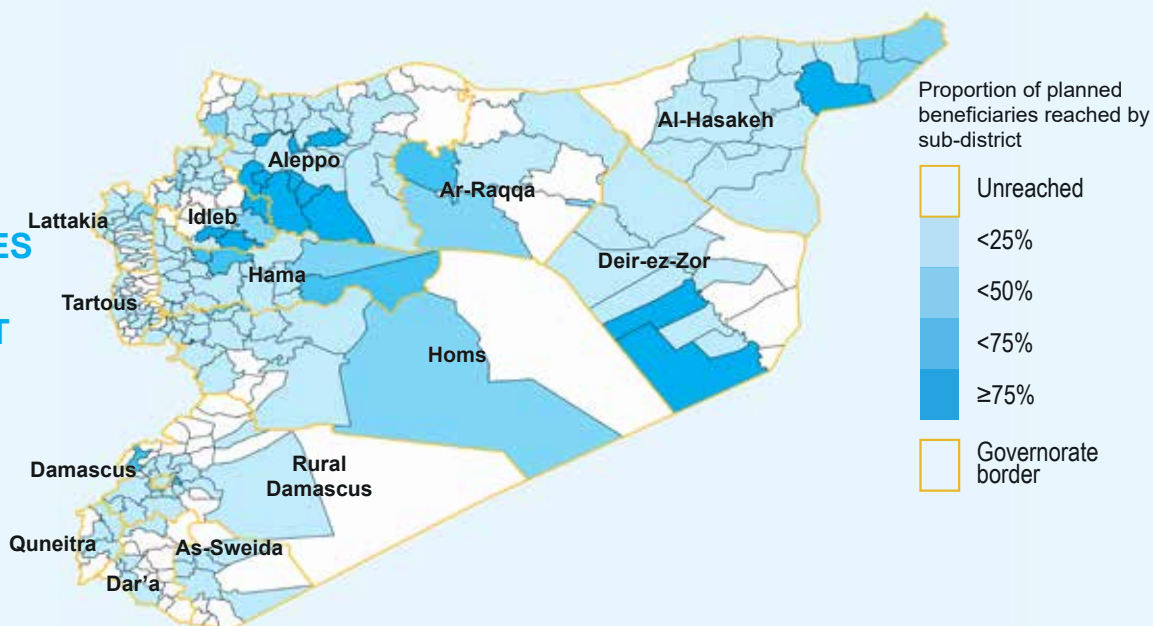 Al-Hasakeh
Aleppo
Ar-Raqqa
Lattakia
Idleb
ES
Deir-ez-Zor
Hama
Tartous
T
Homs
Damascus
Rural
Damascus
Quneitra
As-Sweida
Dar'a
Proportion of planned
beneficiaries reached by
sub-district
Unreached
<25%
<50%
<75%
≥75%
Governorate
border